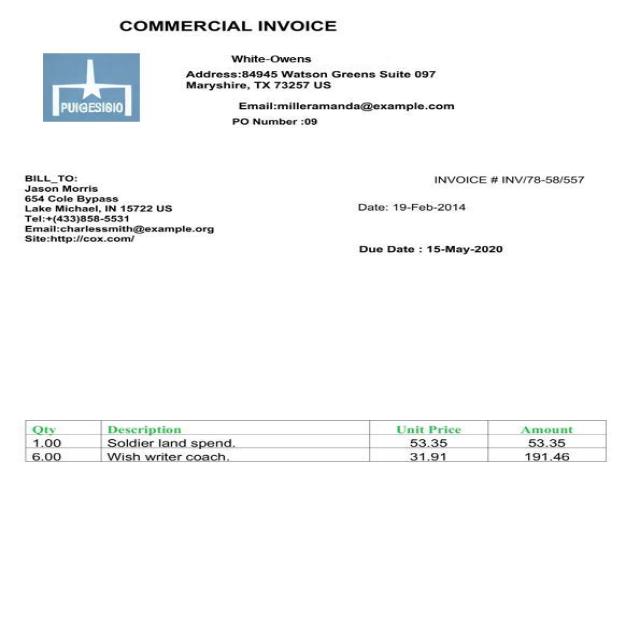 COMMERCIAL INVOICE
White-Owens
Address:84945 Watson Greens Suite 097
Maryshire, TX 73257 US
PUIGESIGIO
Email:milleramanda@example.com
PO Number :09
BILL_TO:
Jason Morris
654 Cole Bypass
Lake Michael, IN 15722 US
Tel:+(433)858-5531
Email:charlessmith@example.org
Site:http://cox.com/
INVOICE # INV/78-58/557
Date: 19-Feb-2014
Due Date : 15-May-2020
Qty Description Unit Price Amount
1.00 Soldier land spend. 53.35 53.35
6.00 Wish writer coach. 31.91 191.46